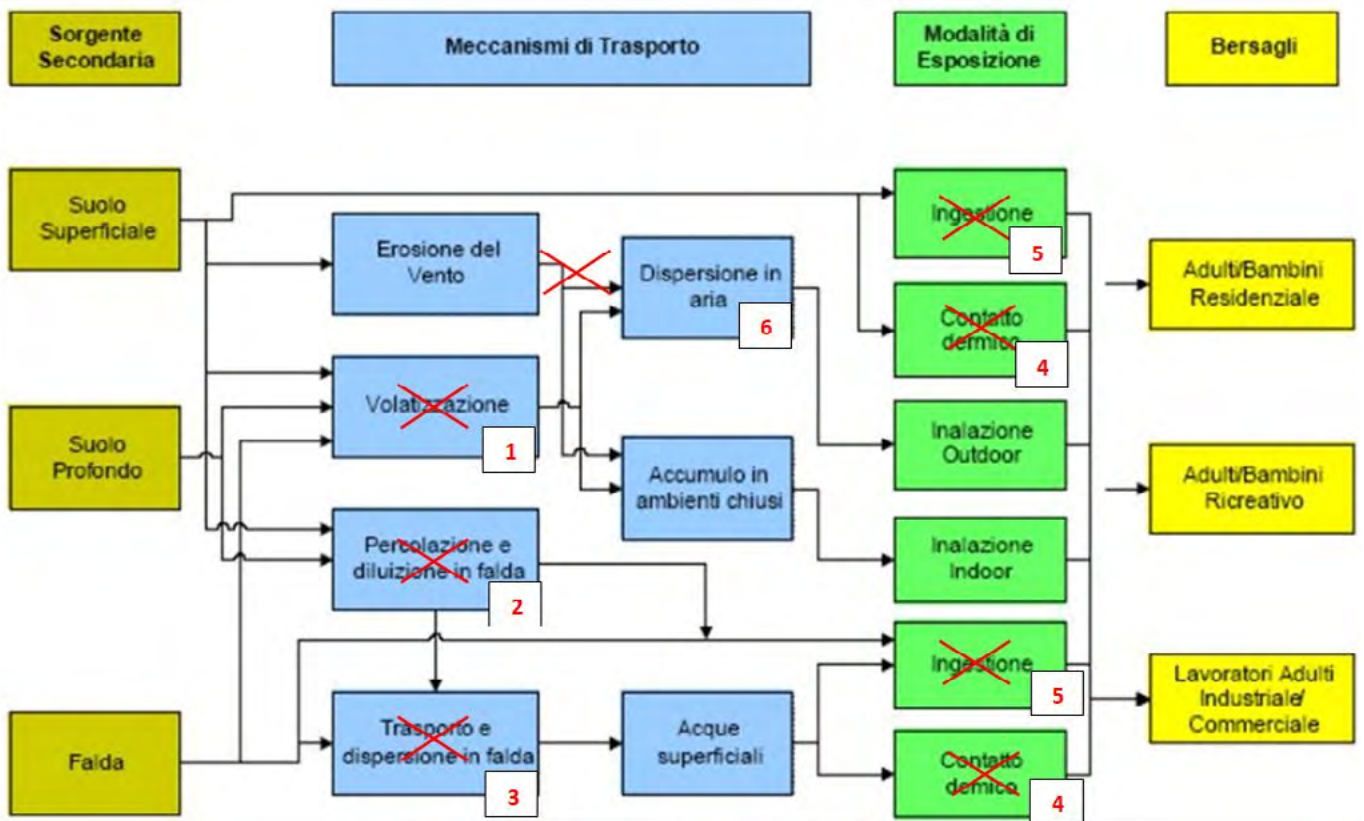 Sorgente
Secondaria
Meccanismi di Trasporto
Modalità di
Esposizione
Bersagli
Suolo
Superficiale
Erosione del
Vento
Dispersione in
aria
6
Ingestione
5
Adulti/Bambini
Residenziale
Contatto
dermico
4
Volatizzazione
1
Suolo
Profondo
Accumulo in
ambienti chiusi
Inalazione
Outdoor
Adulti/Bambini
Ricreativo
Percolazione e
diluizione in falda
2
Inalazione
Indoor
Ingestione
5
Lavoratori Adulti
Industriale/
Commerciale
Falda
Trasporto e
dispersione in falda
3
Acque
superficiali
Contatto
demico
4